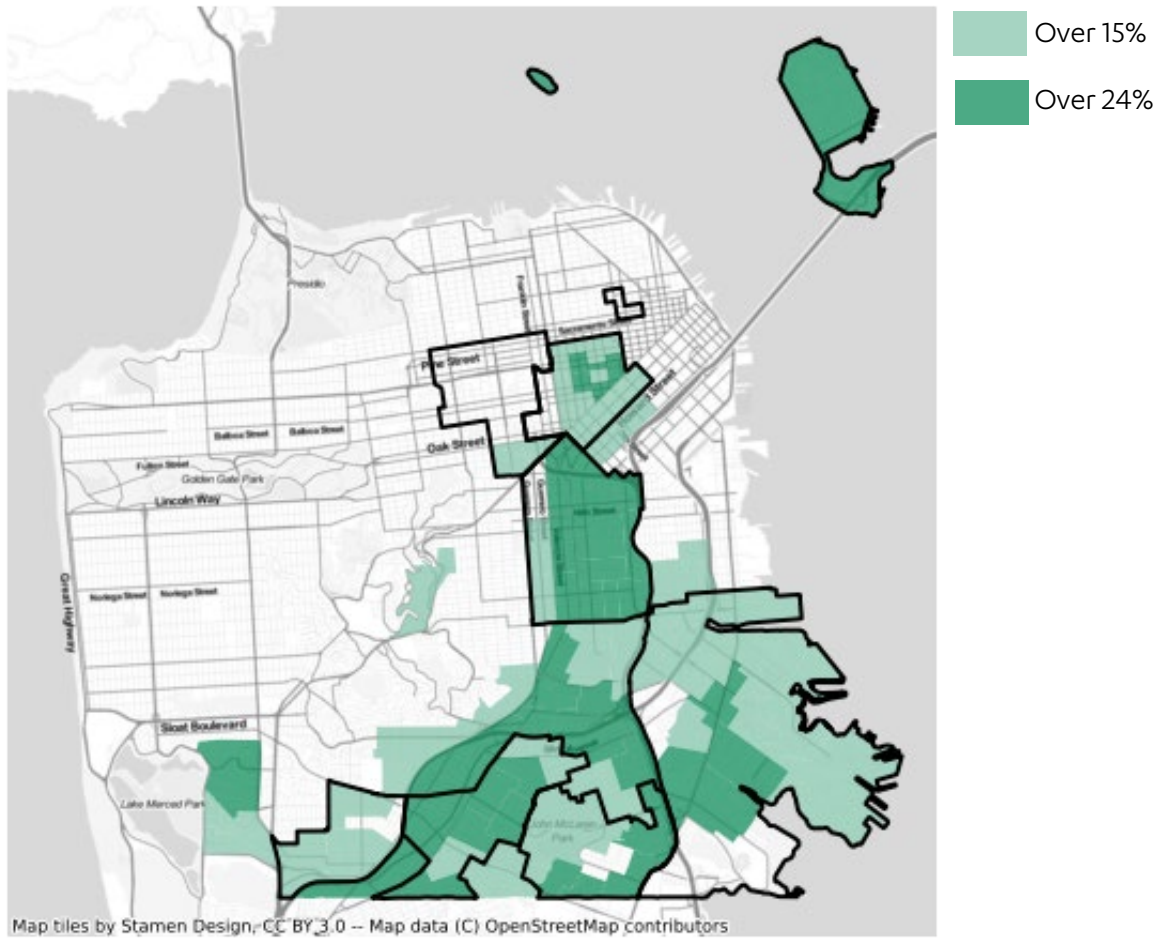 Over 15%
Over 24%
Presidio
Franklin Street
Sacramento Street
Pine Street
Balboa Street
Balboa Street
Oak Street
Fulton Street
Golden Gate Park
Lincoln Way
Noriega Street
Noriega Street
Great Highway
Sloat Boulevard
Lake Merced Park
John McLaren
Park
Map tiles by Stamen Design, CC BY 3.0 -- Map data (C) OpenStreetMap contributors